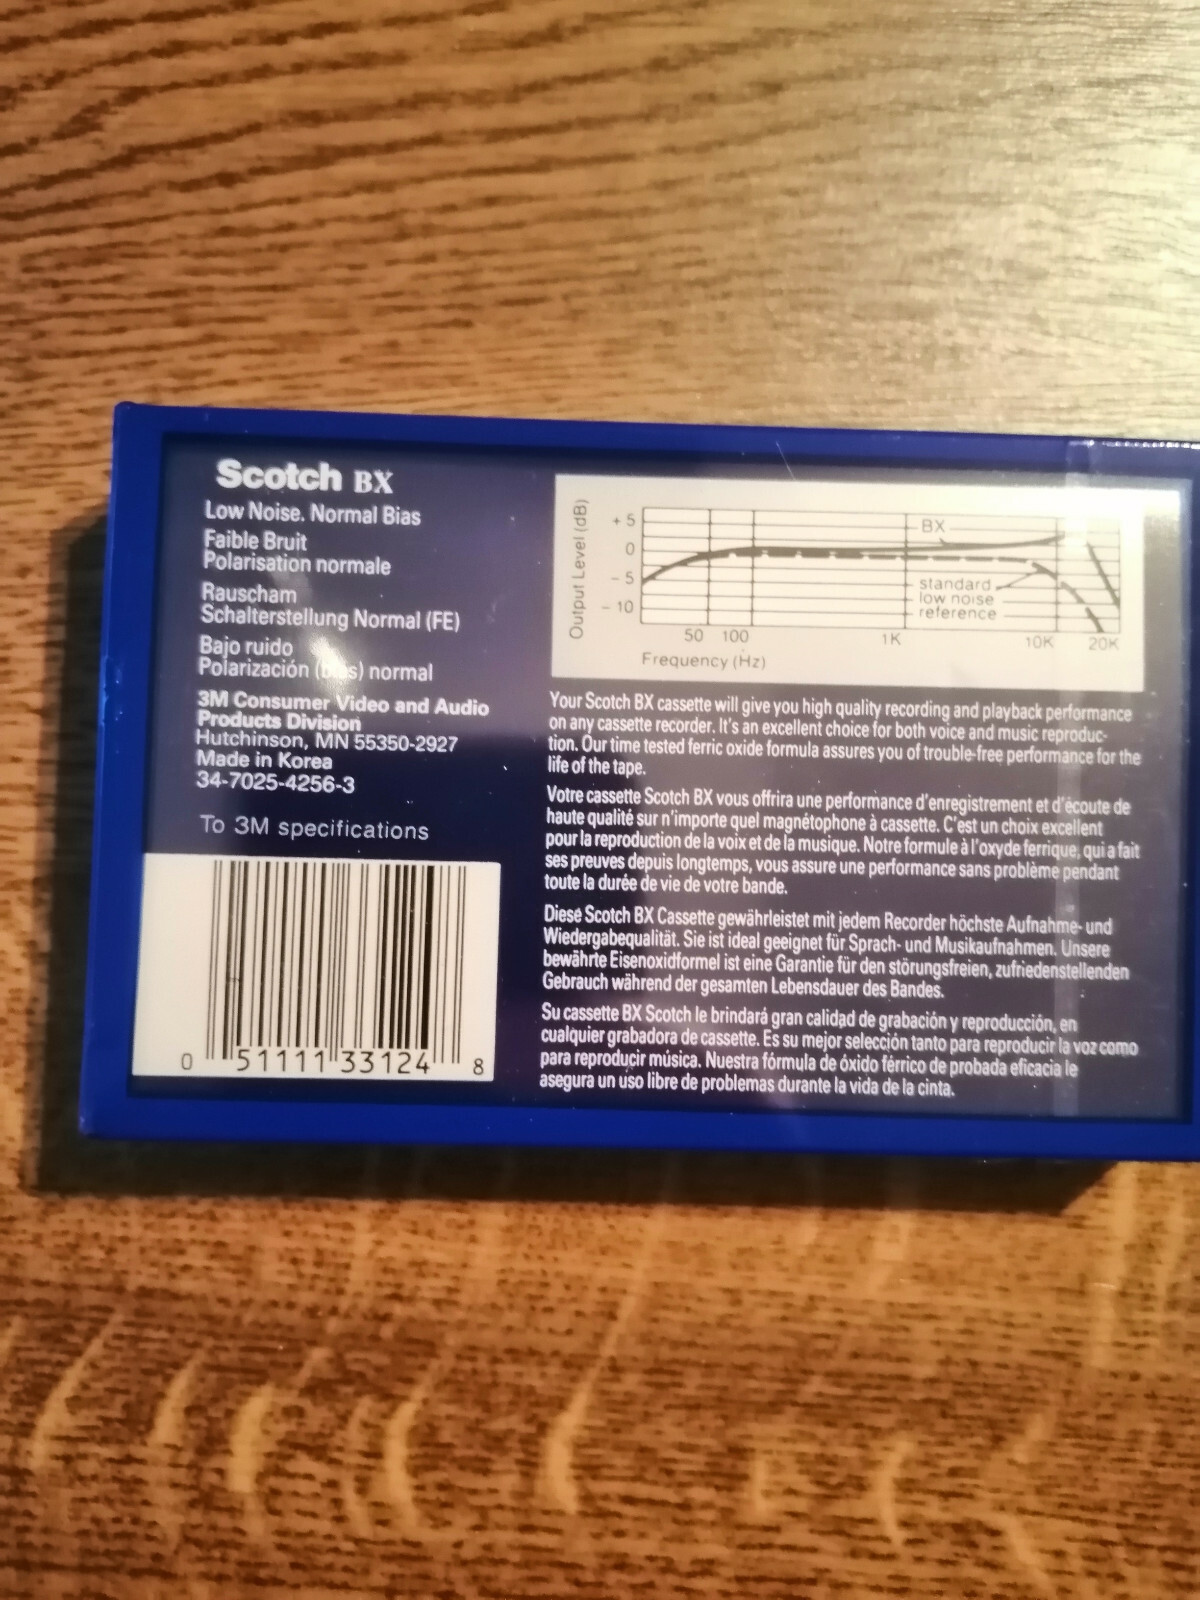 Scotch BX
Low Noise. Normal Bias
Faible Bruit
Polarisation normale
Rauscham
Schalterstellung Normal (FE)
Bajo ruido
Polarización (bias) normal
3M Consumer Video and Audio
Products Division
Hutchinson, MN 55350-2927
Made in Korea
34-7025-4256-3
To 3M specifications
0 51111 33124 8
Output Level (dB)
+ 5
0
- 5
- 10
BX
standard
low noise
reference
50 100 1K 10K 20K
Frequency (Hz)
Your Scotch BX cassette will give you high quality recording and playback performance
on any cassette recorder. It's an excellent choice for both voice and music reproduc-
tion. Our time tested ferric oxide formula assures you of trouble-free performance for the
life of the tape.
Votre cassette Scotch BX vous offrira une performance d'enregistrement et d'écoute de
haute qualité sur n'importe quel magnétophone à cassette. C'est un choix excellent
pour la reproduction de la voix et de la musique. Notre formule à l'oxyde ferrique, qui a fait
ses preuves depuis longtemps, vous assure une performance sans problème pendant
toute la durée de vie de votre bande.
Diese Scotch BX Cassette gewährleistet mit jedem Recorder höchste Aufnahme- und
Wiedergabequalität. Sie ist ideal geeignet für Sprach- und Musikaufnahmen. Unsere
bewährte Eisenoxidformel ist eine Garantie für den störungsfreien, zufriedenstellenden
Gebrauch während der gesamten Lebensdauer des Bandes.
Su cassette BX Scotch le brindará gran calidad de grabación y reproducción, en
cualquier grabadora de cassette. Es su mejor selección tanto para reproducir la voz como
para reproducir música. Nuestra fórmula de óxido férrico de probada eficacia le
asegura un uso libre de problemas durante la vida de la cinta.